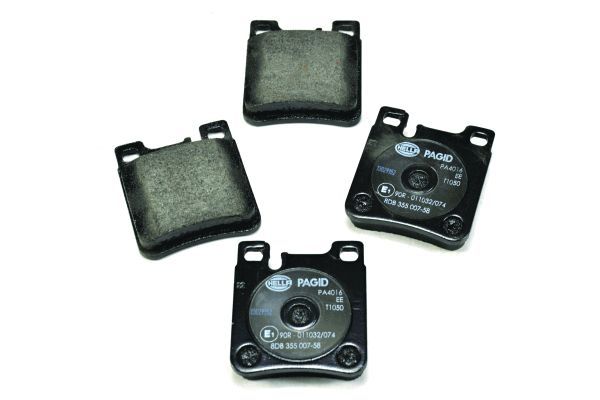 HELLA PAGID
PA4016
EE
T1050
E1 90R - 011032/074
8DB 355 007-58
HELLA PAGID
PA4016
EE
T1050
E1 90R - 011032/074
8DB 355 007-58